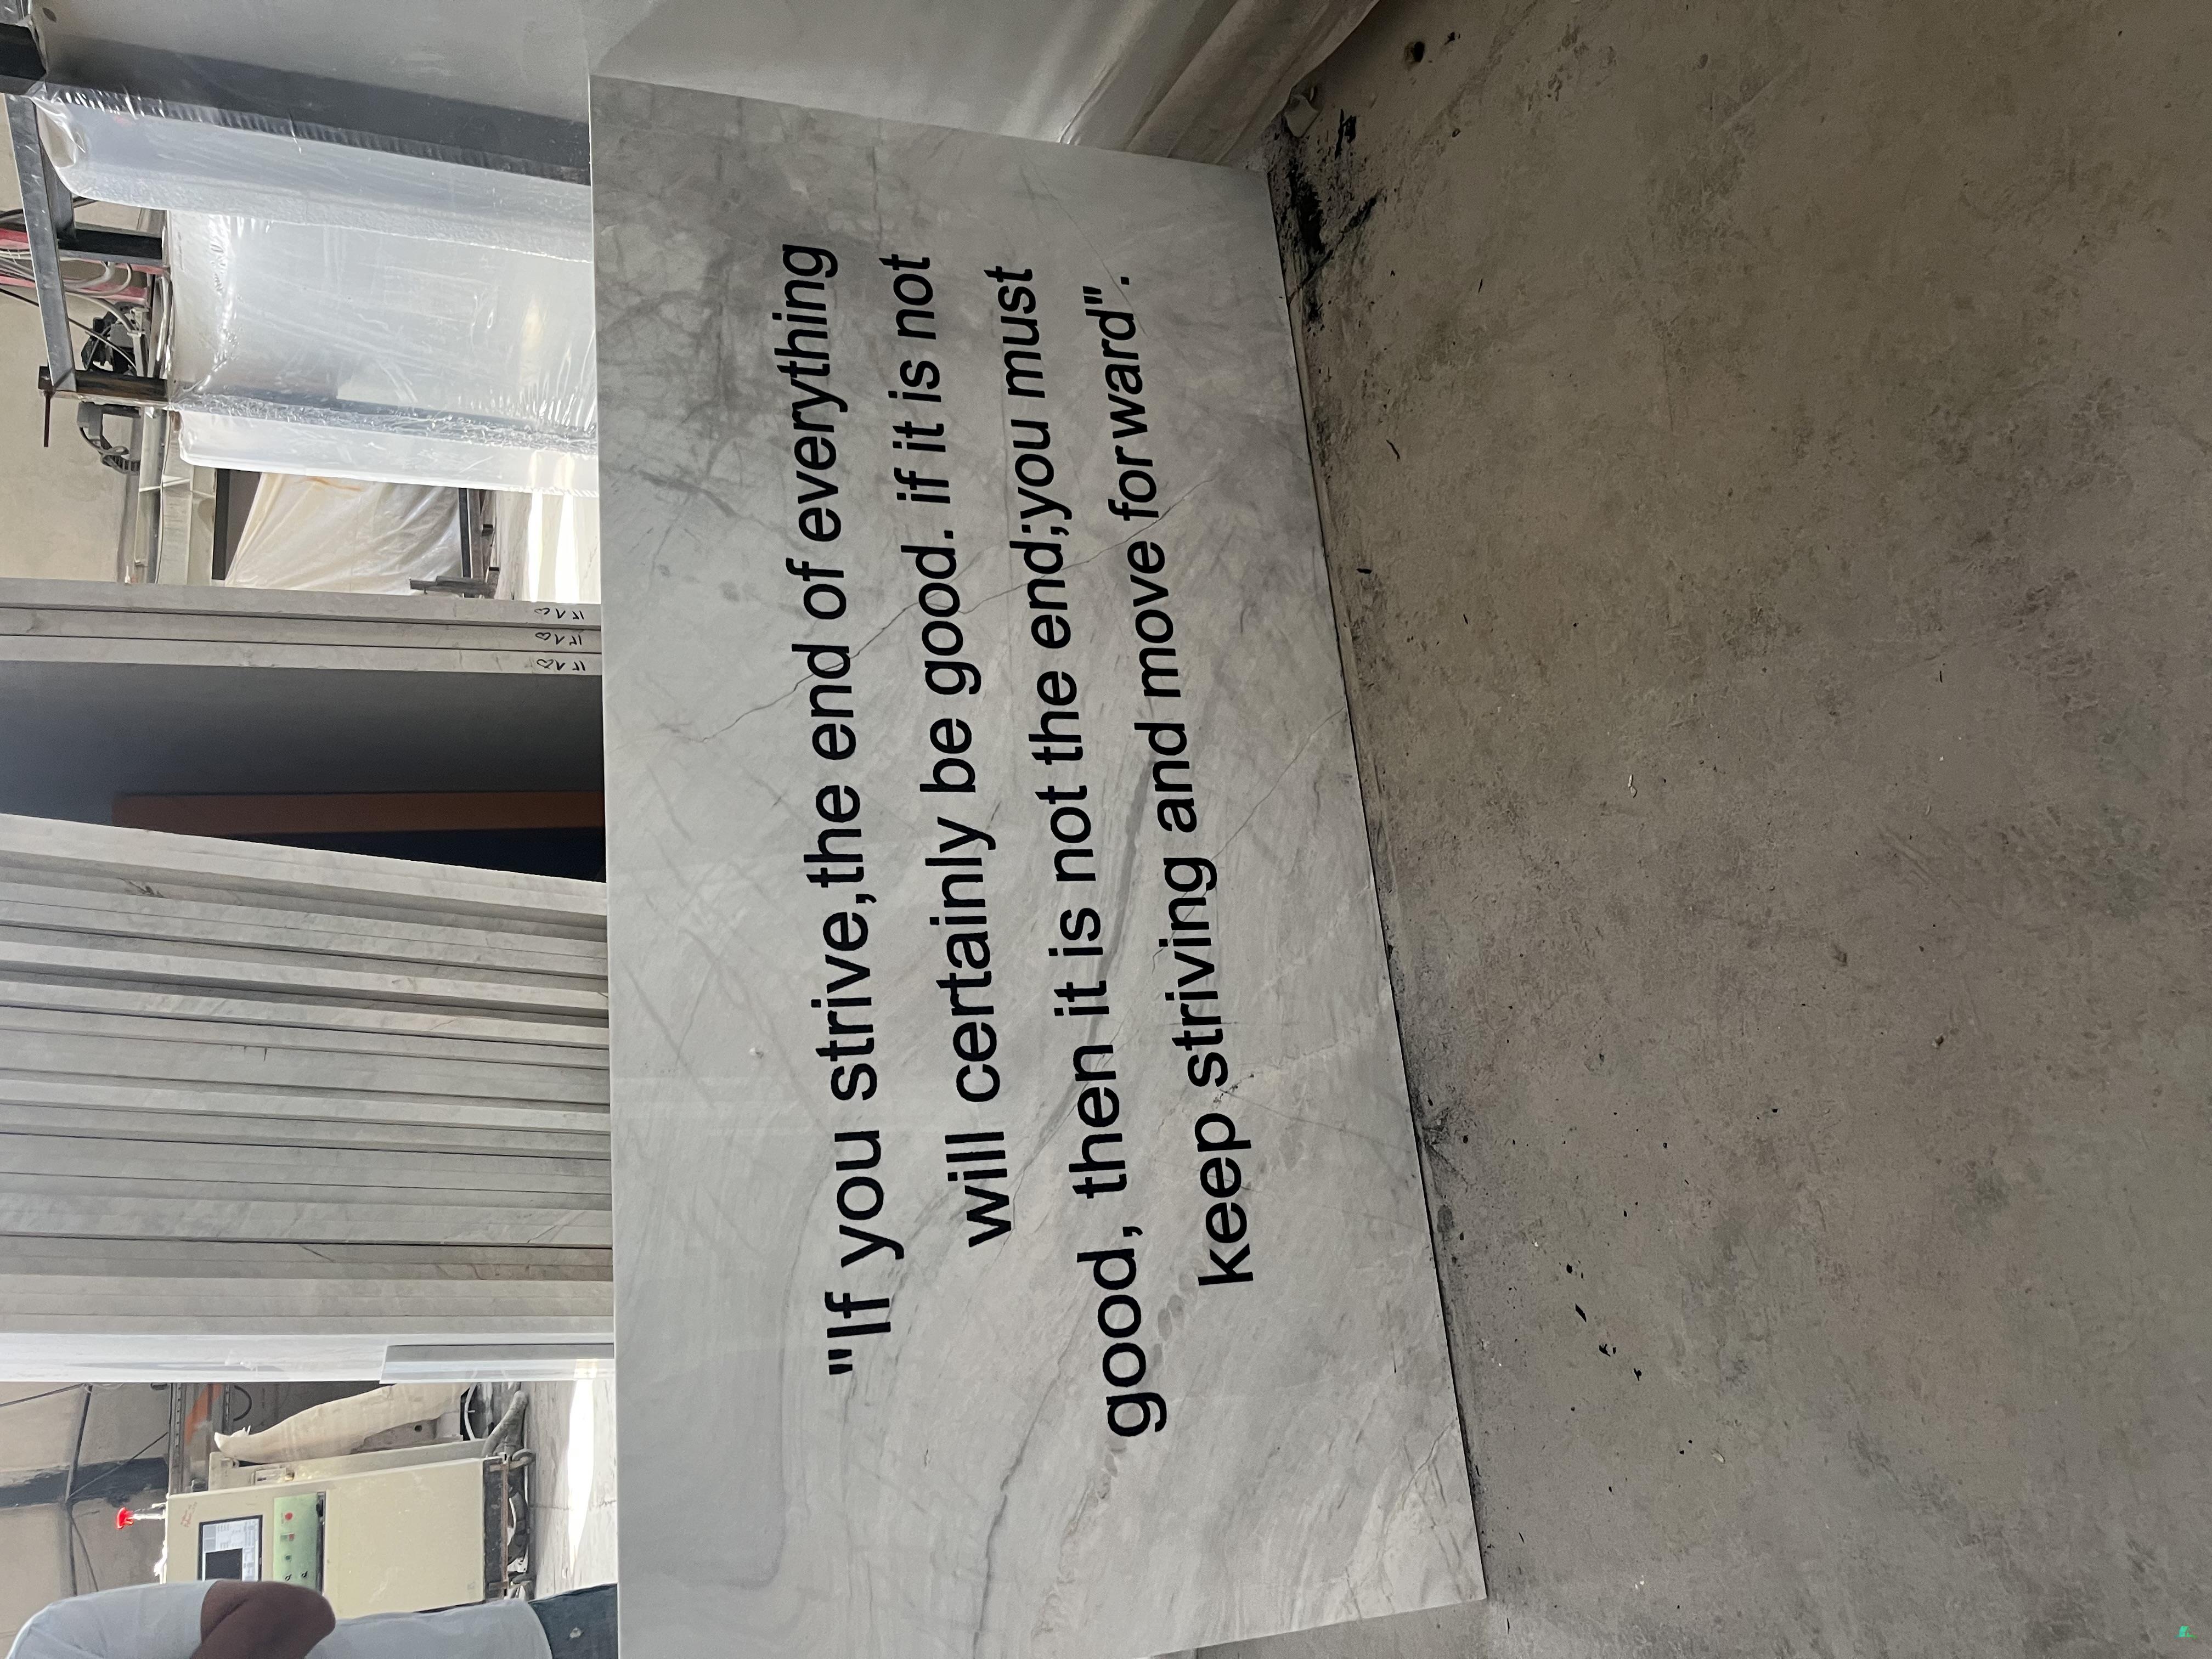 "If you strive,the end of everything
will certainly be good. if it is not
good, then it is not the end;you must
keep striving and move forward".